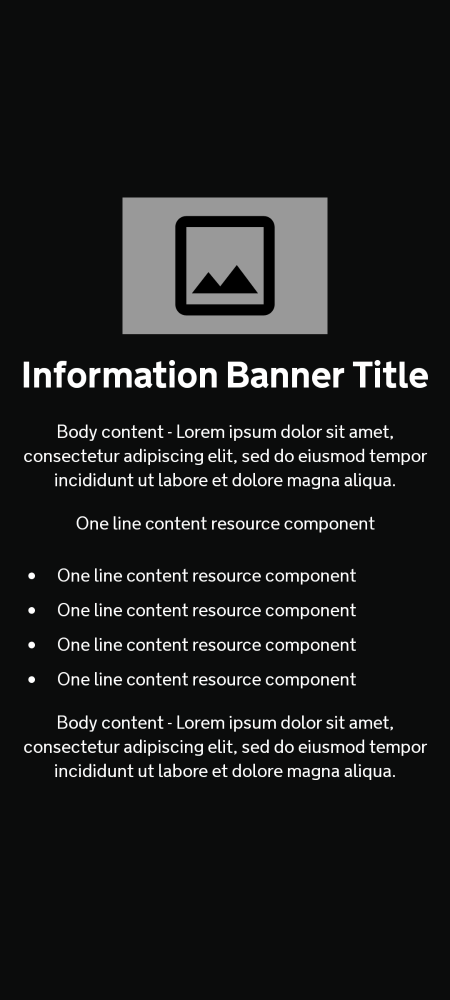 Information Banner Title
Body content - Lorem ipsum dolor sit amet,
consectetur adipiscing elit, sed do eiusmod tempor
incididunt ut labore et dolore magna aliqua.
One line content resource component
• One line content resource component
• One line content resource component
• One line content resource component
• One line content resource component
Body content - Lorem ipsum dolor sit amet,
consectetur adipiscing elit, sed do eiusmod tempor
incididunt ut labore et dolore magna aliqua.